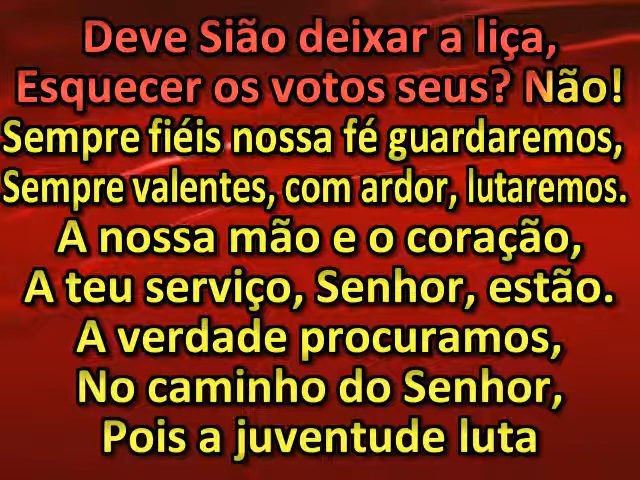 Deve Sião deixar a liça,
Esquecer os votos seus? Não!
Sempre fiéis nossa fé guardaremos,
Sempre valentes, com ardor, lutaremos.
A nossa mão e o coração,
A teu serviço, Senhor, estão.
A verdade procuramos,
No caminho do Senhor,
Pois a juventude luta